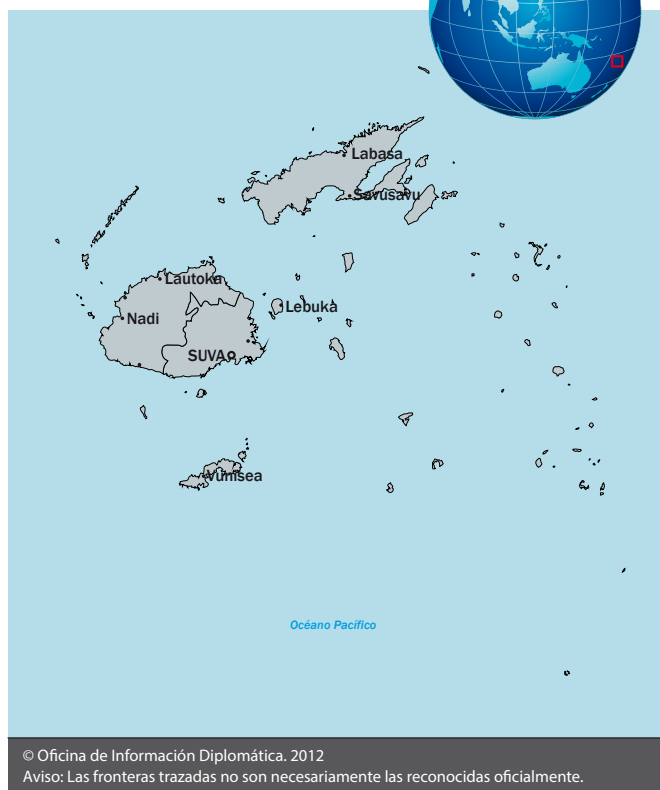 Labasa
Savusavu
Lautoka
Lebuka
Nadi
SUVA
Vunisea
Océano Pacífico
© Oficina de Información Diplomática. 2012
Aviso: Las fronteras trazadas no son necesariamente las reconocidas oficialmente.